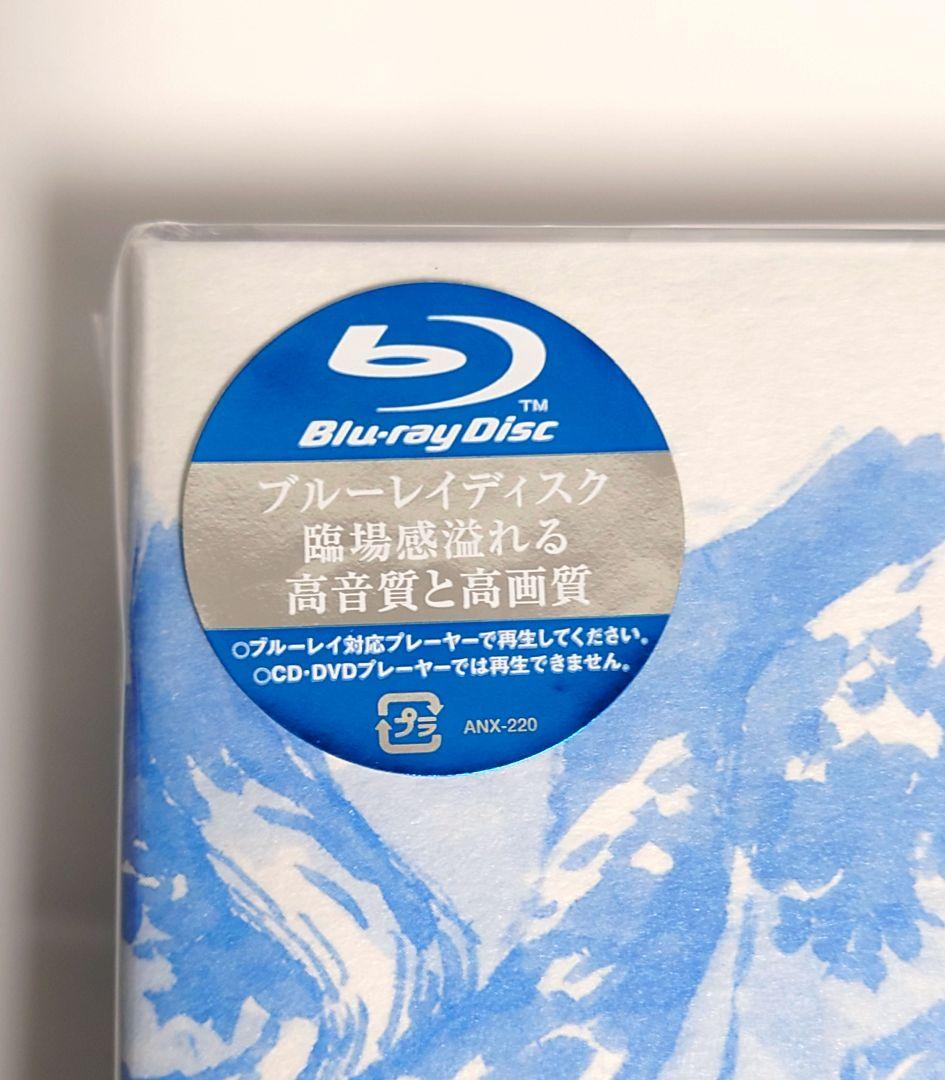 TM
Blu-ray Disc
ブルーレイディスク
臨場感溢れる
高音質と高画質
○ブルーレイ対応プレーヤーで再生してください。
○CD・DVDプレーヤーでは再生できません。
プラ ANX-220